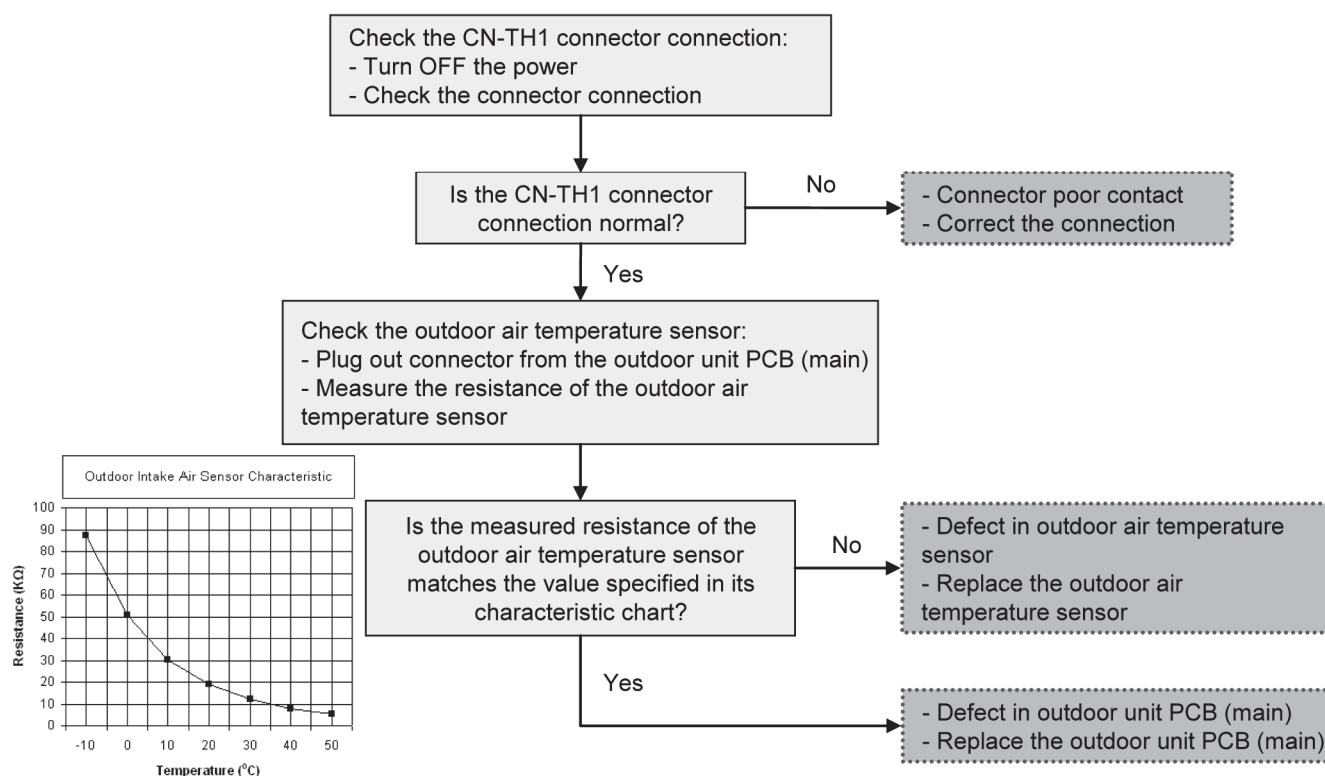 Check the CN-TH1 connector connection:
- Turn OFF the power
- Check the connector connection
Is the CN-TH1 connector
connection normal?
No
- Connector poor contact
- Correct the connection
Yes
Check the outdoor air temperature sensor:
- Plug out connector from the outdoor unit PCB (main)
- Measure the resistance of the outdoor air
temperature sensor
Is the measured resistance of the
outdoor air temperature sensor
matches the value specified in its
characteristic chart?
No
- Defect in outdoor air temperature
sensor
- Replace the outdoor air
temperature sensor
Yes
- Defect in outdoor unit PCB (main)
- Replace the outdoor unit PCB (main)
Outdoor Intake Air Sensor Characteristic
Resistance (KΩ)
100
90
80
70
60
50
40
30
20
10
0
-10 0 10 20 30 40 50
Temperature (°C)